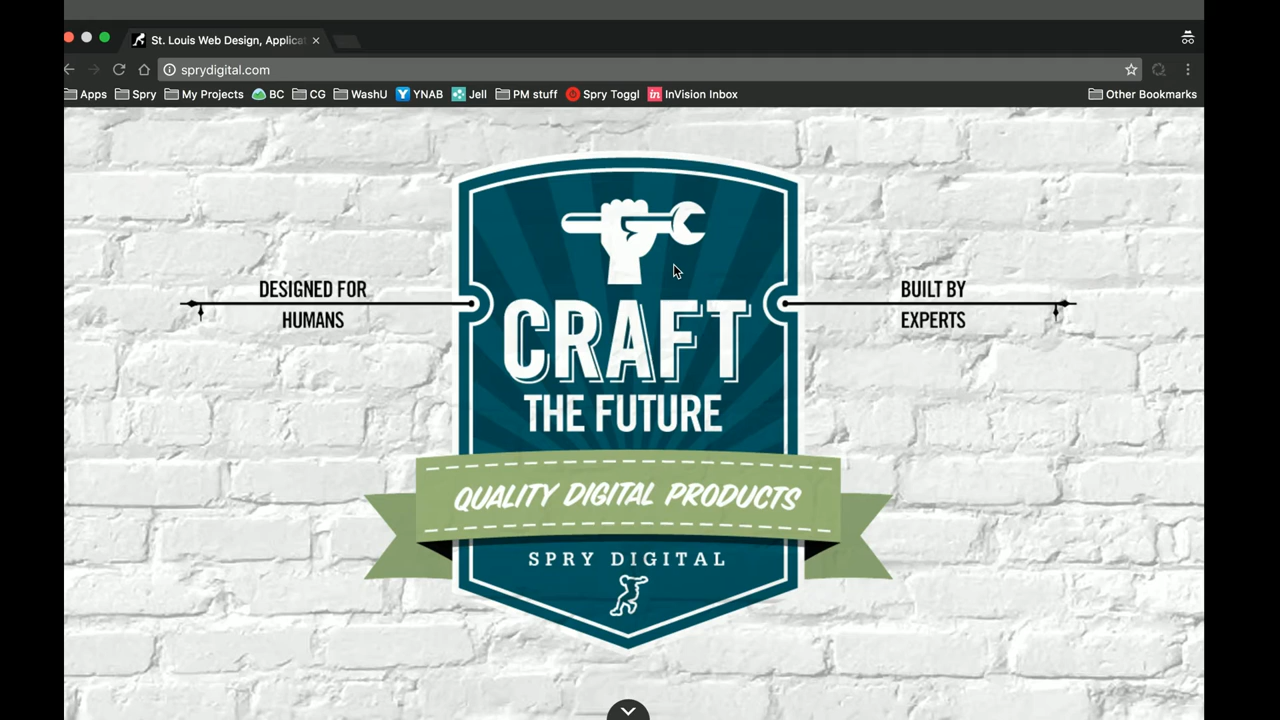 St. Louis Web Design, Applica
sprydigital.com
Apps Spry My Projects BC CG WashU YNAB Jell PM stuff Spry Toggl InVision Inbox Other Bookmarks
DESIGNED FOR
HUMANS
BUILT BY
EXPERTS
CRAFT
THE FUTURE
QUALITY DIGITAL PRODUCTS
SPRY DIGITAL